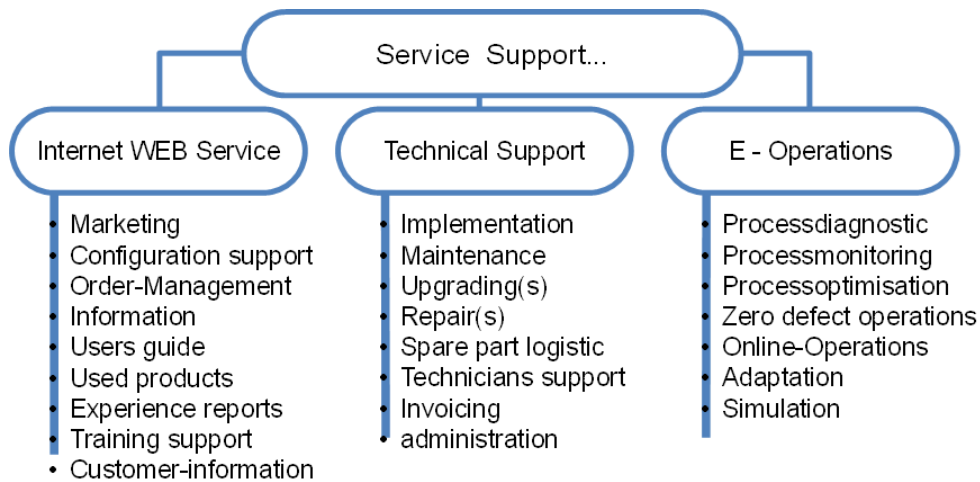 Service Support...
Internet WEB Service
Technical Support
E - Operations
• Marketing
• Configuration support
• Order-Management
• Information
• Users guide
• Used products
• Experience reports
• Training support
• Customer-information
• Implementation
• Maintenance
• Upgrading(s)
• Repair(s)
• Spare part logistic
• Technicians support
• Invoicing
• administration
• Processdiagnostic
• Processmonitoring
• Processoptimisation
• Zero defect operations
• Online-Operations
• Adaptation
• Simulation